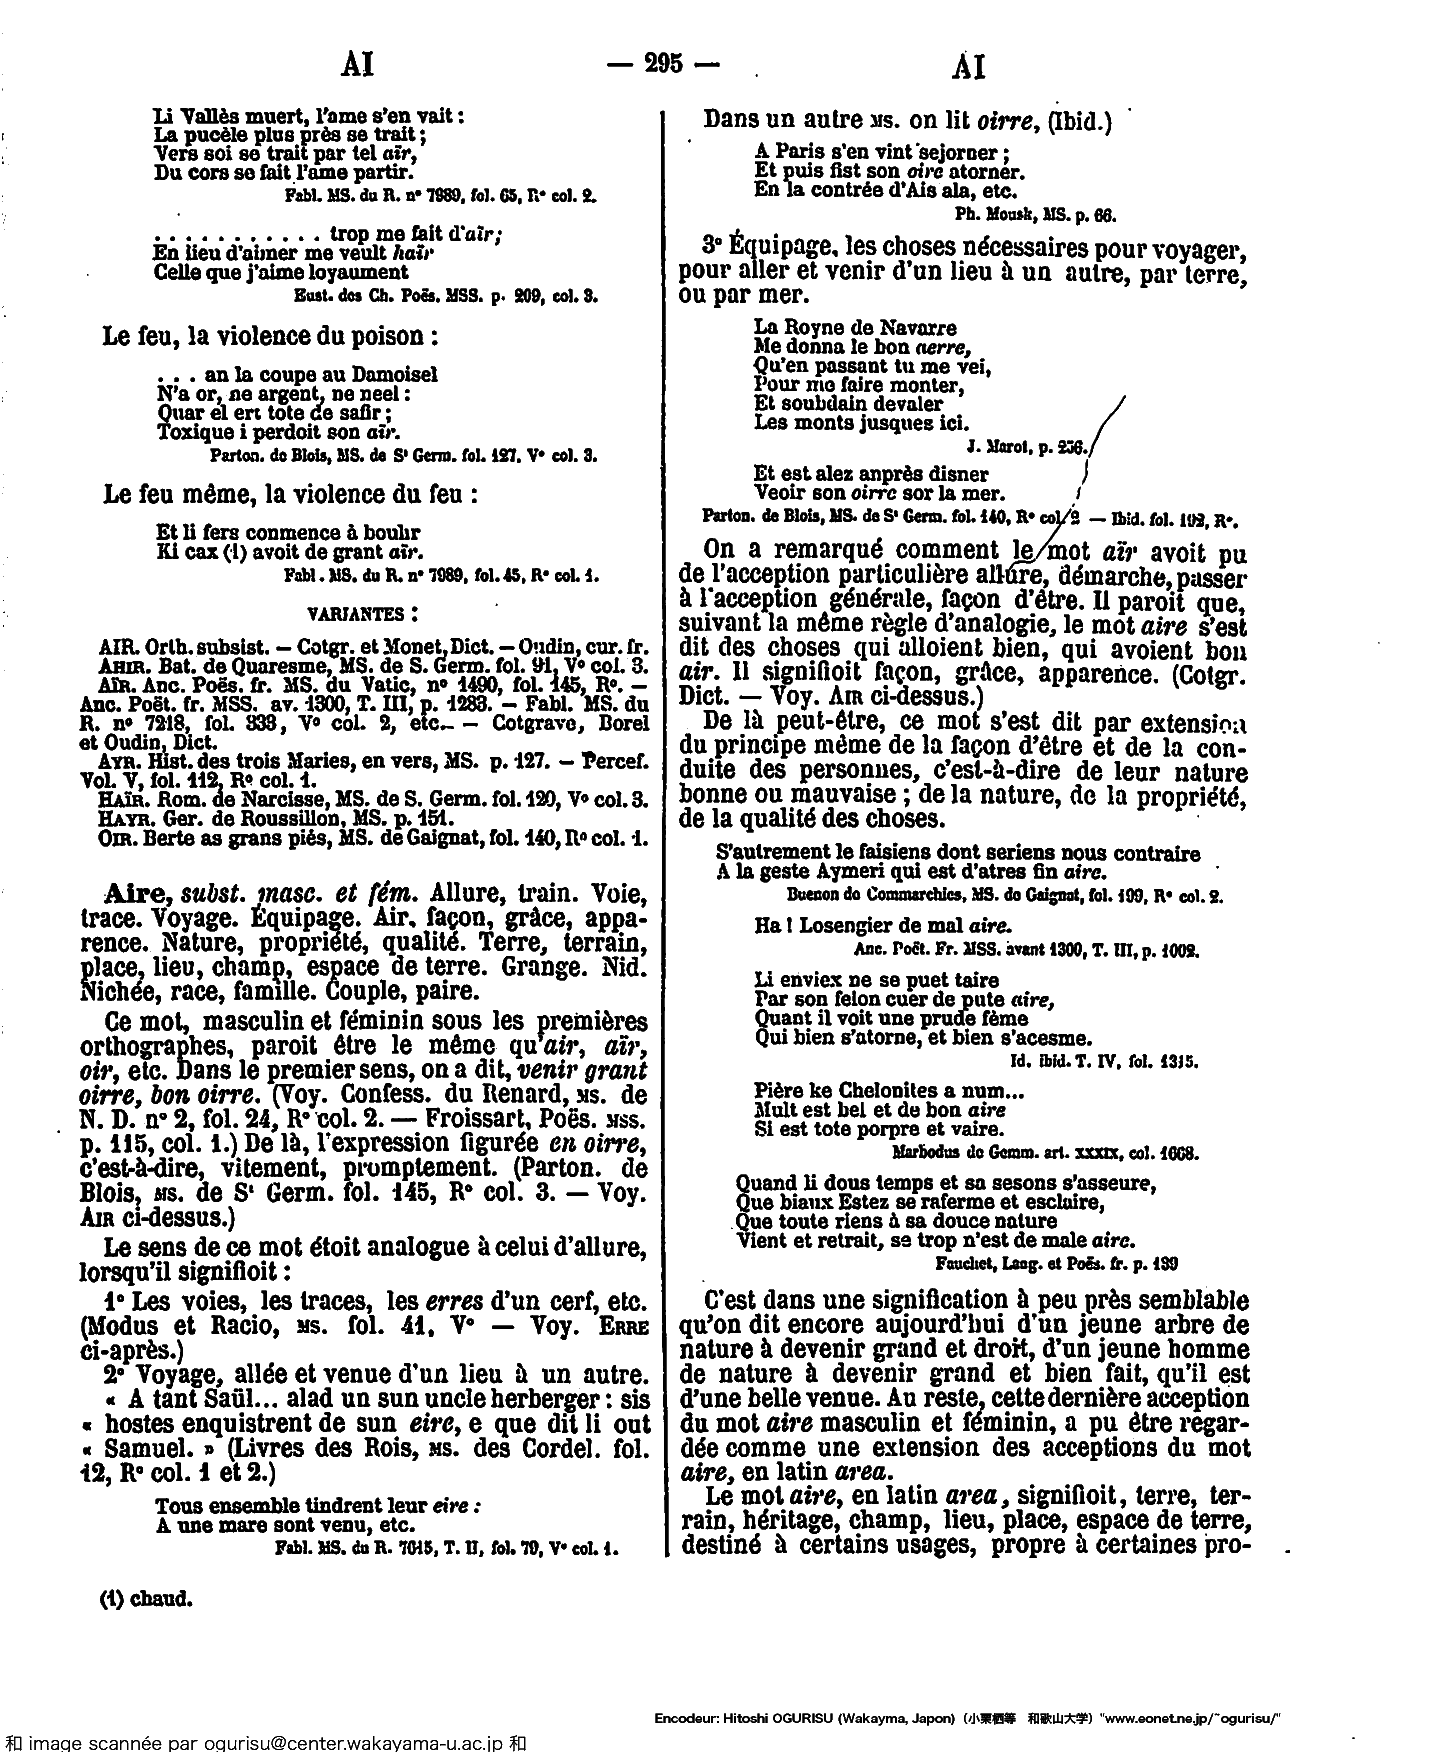 AI — 295 — AI
Li Vallès muert, l'ame s'en vait :
La pucèle plus près se trait ;
Vers soi se trait par tel aïr,
Du cors se fait l'ame partir.
Fabl. MS. du R. nº 7989, fol. 65, Rº col. 2.
. . . . . . . . . . . trop me fait d'aïr;
En lieu d'aimer me veult haïr
Celle que j'aime loyaument
Eust. des Ch. Poës. MSS. p. 209, col. 3.
Le feu, la violence du poison :
. . . an la coupe au Damoisel
N'a or, ne argent, ne neel :
Quar el ert tote de safir ;
Toxique i perdoit son aïr.
Parton. de Blois, MS. de St Germ. fol. 127, Vº col. 3.
Le feu même, la violence du feu :
Et li fers conmence à boulir
Ki cax (1) avoit de grant aïr.
Fabl. MS. du R. nº 7989, fol. 45, Rº col. 1.
VARIANTES :
AIR. Orth. subsist. — Cotgr. et Monet, Dict. — Oudin, cur. fr.
AHIR. Bat. de Quaresme, MS. de S. Germ. fol. 91, Vº col. 3.
AÏR. Anc. Poës. fr. MS. du Vatic, nº 1490, fol. 145, Rº. —
Anc. Poët. fr. MSS. av. 1300, T. III, p. 1283. — Fabl. MS. du
R. nº 7218, fol. 333, Vº col. 2, etc. — Cotgrave, Borel
et Oudin, Dict.
AYR. Hist. des trois Maries, en vers, MS. p. 127. — Percef.
Vol. V, fol. 112, Rº col. 1.
HAÏR. Rom. de Narcisse, MS. de S. Germ. fol. 120, Vº col. 3.
HAYR. Ger. de Roussillon, MS. p. 151.
OIR. Berte as grans piés, MS. de Gaignat, fol. 140, Rº col. 1.
Aire, subst. masc. et fém. Allure, train. Voie,
trace. Voyage. Équipage. Air, façon, grâce, appa-
rence. Nature, propriété, qualité. Terre, terrain,
place, lieu, champ, espace de terre. Grange. Nid.
Nichée, race, famille. Couple, paire.
Ce mot, masculin et féminin sous les premières
orthographes, paroit être le même qu'air, aïr,
oir, etc. Dans le premier sens, on a dit, venir grant
oirre, bon oirre. (Voy. Confess. du Renard, MS. de
N. D. nº 2, fol. 24, Rº col. 2. — Froissart, Poës. MSS.
p. 115, col. 1.) De là, l'expression figurée en oirre,
c'est-à-dire, vitement, promptement. (Parton. de
Blois, MS. de St Germ. fol. 145, Rº col. 3. — Voy.
AIR ci-dessus.)
Le sens de ce mot étoit analogue à celui d'allure,
lorsqu'il signifioit :
1º Les voies, les traces, les erres d'un cerf, etc.
(Modus et Racio, MS. fol. 41, Vº — Voy. ERRE
ci-après.)
2º Voyage, allée et venue d'un lieu à un autre.
« A tant Saül... alad un sun uncle herberger : sis
« hostes enquistrent de sun eire, e que dit li out
« Samuel. » (Livres des Rois, MS. des Cordel. fol.
12, Rº col. 1 et 2.)
Tous ensemble tindrent leur eire :
A une mare sont venu, etc.
Fabl. MS. du R. 7615, T. II, fol. 70, Vº col. 1.
(1) chaud.
Dans un autre MS. on lit oirre, (Ibid.)
A Paris s'en vint sejorner ;
Et puis fist son oire atorner.
En la contrée d'Ais ala, etc.
Ph. Mousk, MS. p. 66.
3º Équipage, les choses nécessaires pour voyager,
pour aller et venir d'un lieu à un autre, par terre,
ou par mer.
La Royne de Navarre
Me donna le bon aerre,
Qu'en passant tu me vei,
Pour me faire monter,
Et soubdain devaler
Les monts jusques ici.
J. Marot, p. 256.
Et est alez anprès disner
Veoir son oirre sor la mer.
Parton. de Blois, MS. de St Germ. fol. 140, Rº col. 2 — Ibid. fol. 192, Rº.
On a remarqué comment le mot aïr avoit pu
de l'acception particulière allure, démarche, passer
à l'acception générale, façon d'être. Il paroit que,
suivant la même règle d'analogie, le mot aire s'est
dit des choses qui alloient bien, qui avoient bon
air. Il signifioit façon, grâce, apparence. (Cotgr.
Dict. — Voy. AIR ci-dessus.)
De là peut-être, ce mot s'est dit par extension
du principe même de la façon d'être et de la con-
duite des personnes, c'est-à-dire de leur nature
bonne ou mauvaise ; de la nature, de la propriété,
de la qualité des choses.
S'autrement le faisiens dont seriens nous contraire
A la geste Aymeri qui est d'atres fin aire.
Buenon de Commarchies, MS. de Gaignat, fol. 199, Rº col. 2.
Ha ! Losengier de mal aire.
Anc. Poët. Fr. MSS. avant 1300, T. III, p. 1002.
Li enviex ne se puet taire
Par son felon cuer de pute aire,
Quant il voit une prude fème
Qui bien s'atorne, et bien s'acesme.
Id. ibid. T. IV, fol. 1315.
Pière ke Chelonites a num...
Mult est bel et de bon aire
Si est tote porpre et vaire.
Marbodus de Gemm. art. XXXIX, col. 1668.
Quand li dous temps et sa sesons s'asseure,
Que biaux Estez se raferme et escluire,
Que toute riens à sa douce nature
Vient et retrait, se trop n'est de male aire.
Fauchet, Lang. et Poës. fr. p. 139
C'est dans une signification à peu près semblable
qu'on dit encore aujourd'hui d'un jeune arbre de
nature à devenir grand et droit, d'un jeune homme
de nature à devenir grand et bien fait, qu'il est
d'une belle venue. Au reste, cette dernière acception
du mot aire masculin et féminin, a pu être regar-
dée comme une extension des acceptions du mot
aire, en latin area.
Le mot aire, en latin area, signifioit, terre, ter-
rain, héritage, champ, lieu, place, espace de terre,
destiné à certains usages, propre à certaines pro-
Encodeur: Hitoshi OGURISU (Wakayma, Japon) (小栗栖等 和歌山大学) "www.eonet.ne.jp/~ogurisu/"
和 image scannée par ogurisu@center.wakayama-u.ac.jp 和